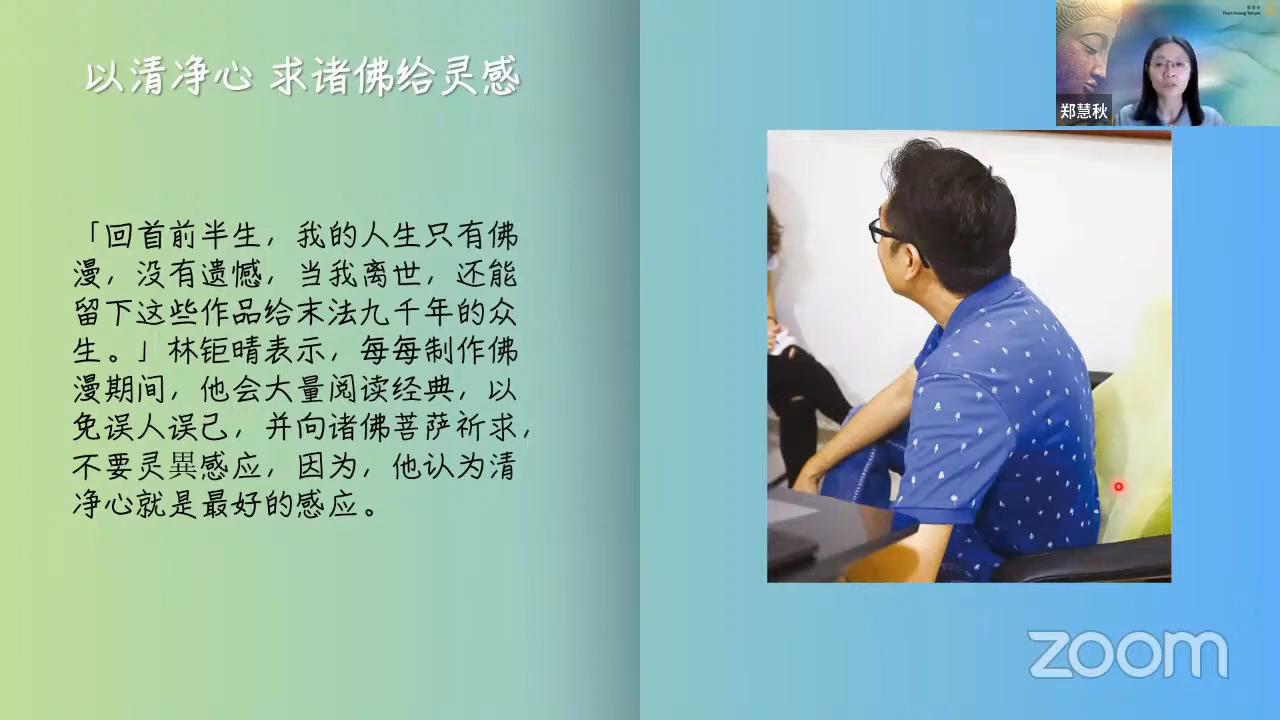 以清净心 求诸佛给灵感
「回首前半生，我的人生只有佛
漫，没有遗憾，当我离世，还能
留下这些作品给末法九千年的众
生。」林钜晴表示，每每制作佛
漫期间，他会大量阅读经典，以
免误人误己，并向诸佛菩萨祈求，
不要灵異感应，因为，他认为清
净心就是最好的感应。
郑慧秋
zoom